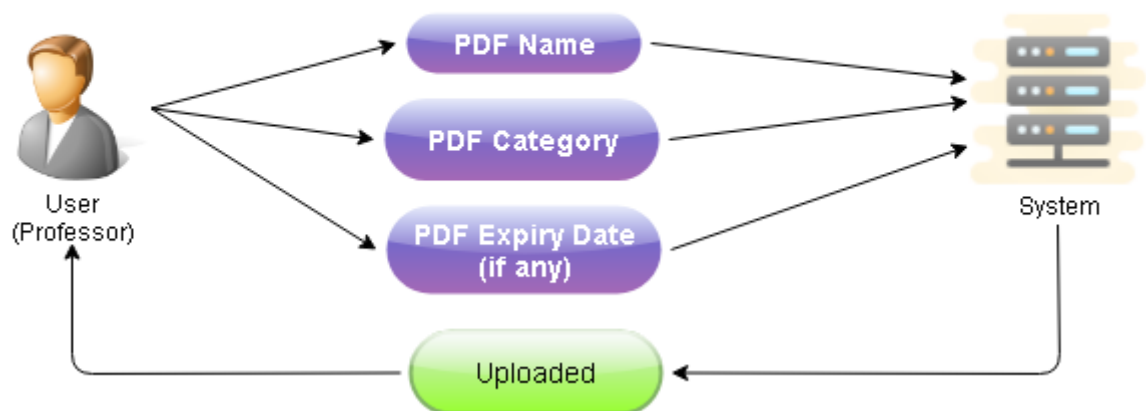 PDF Name
PDF Category
User
(Professor)
PDF Expiry Date
(if any)
System
Uploaded